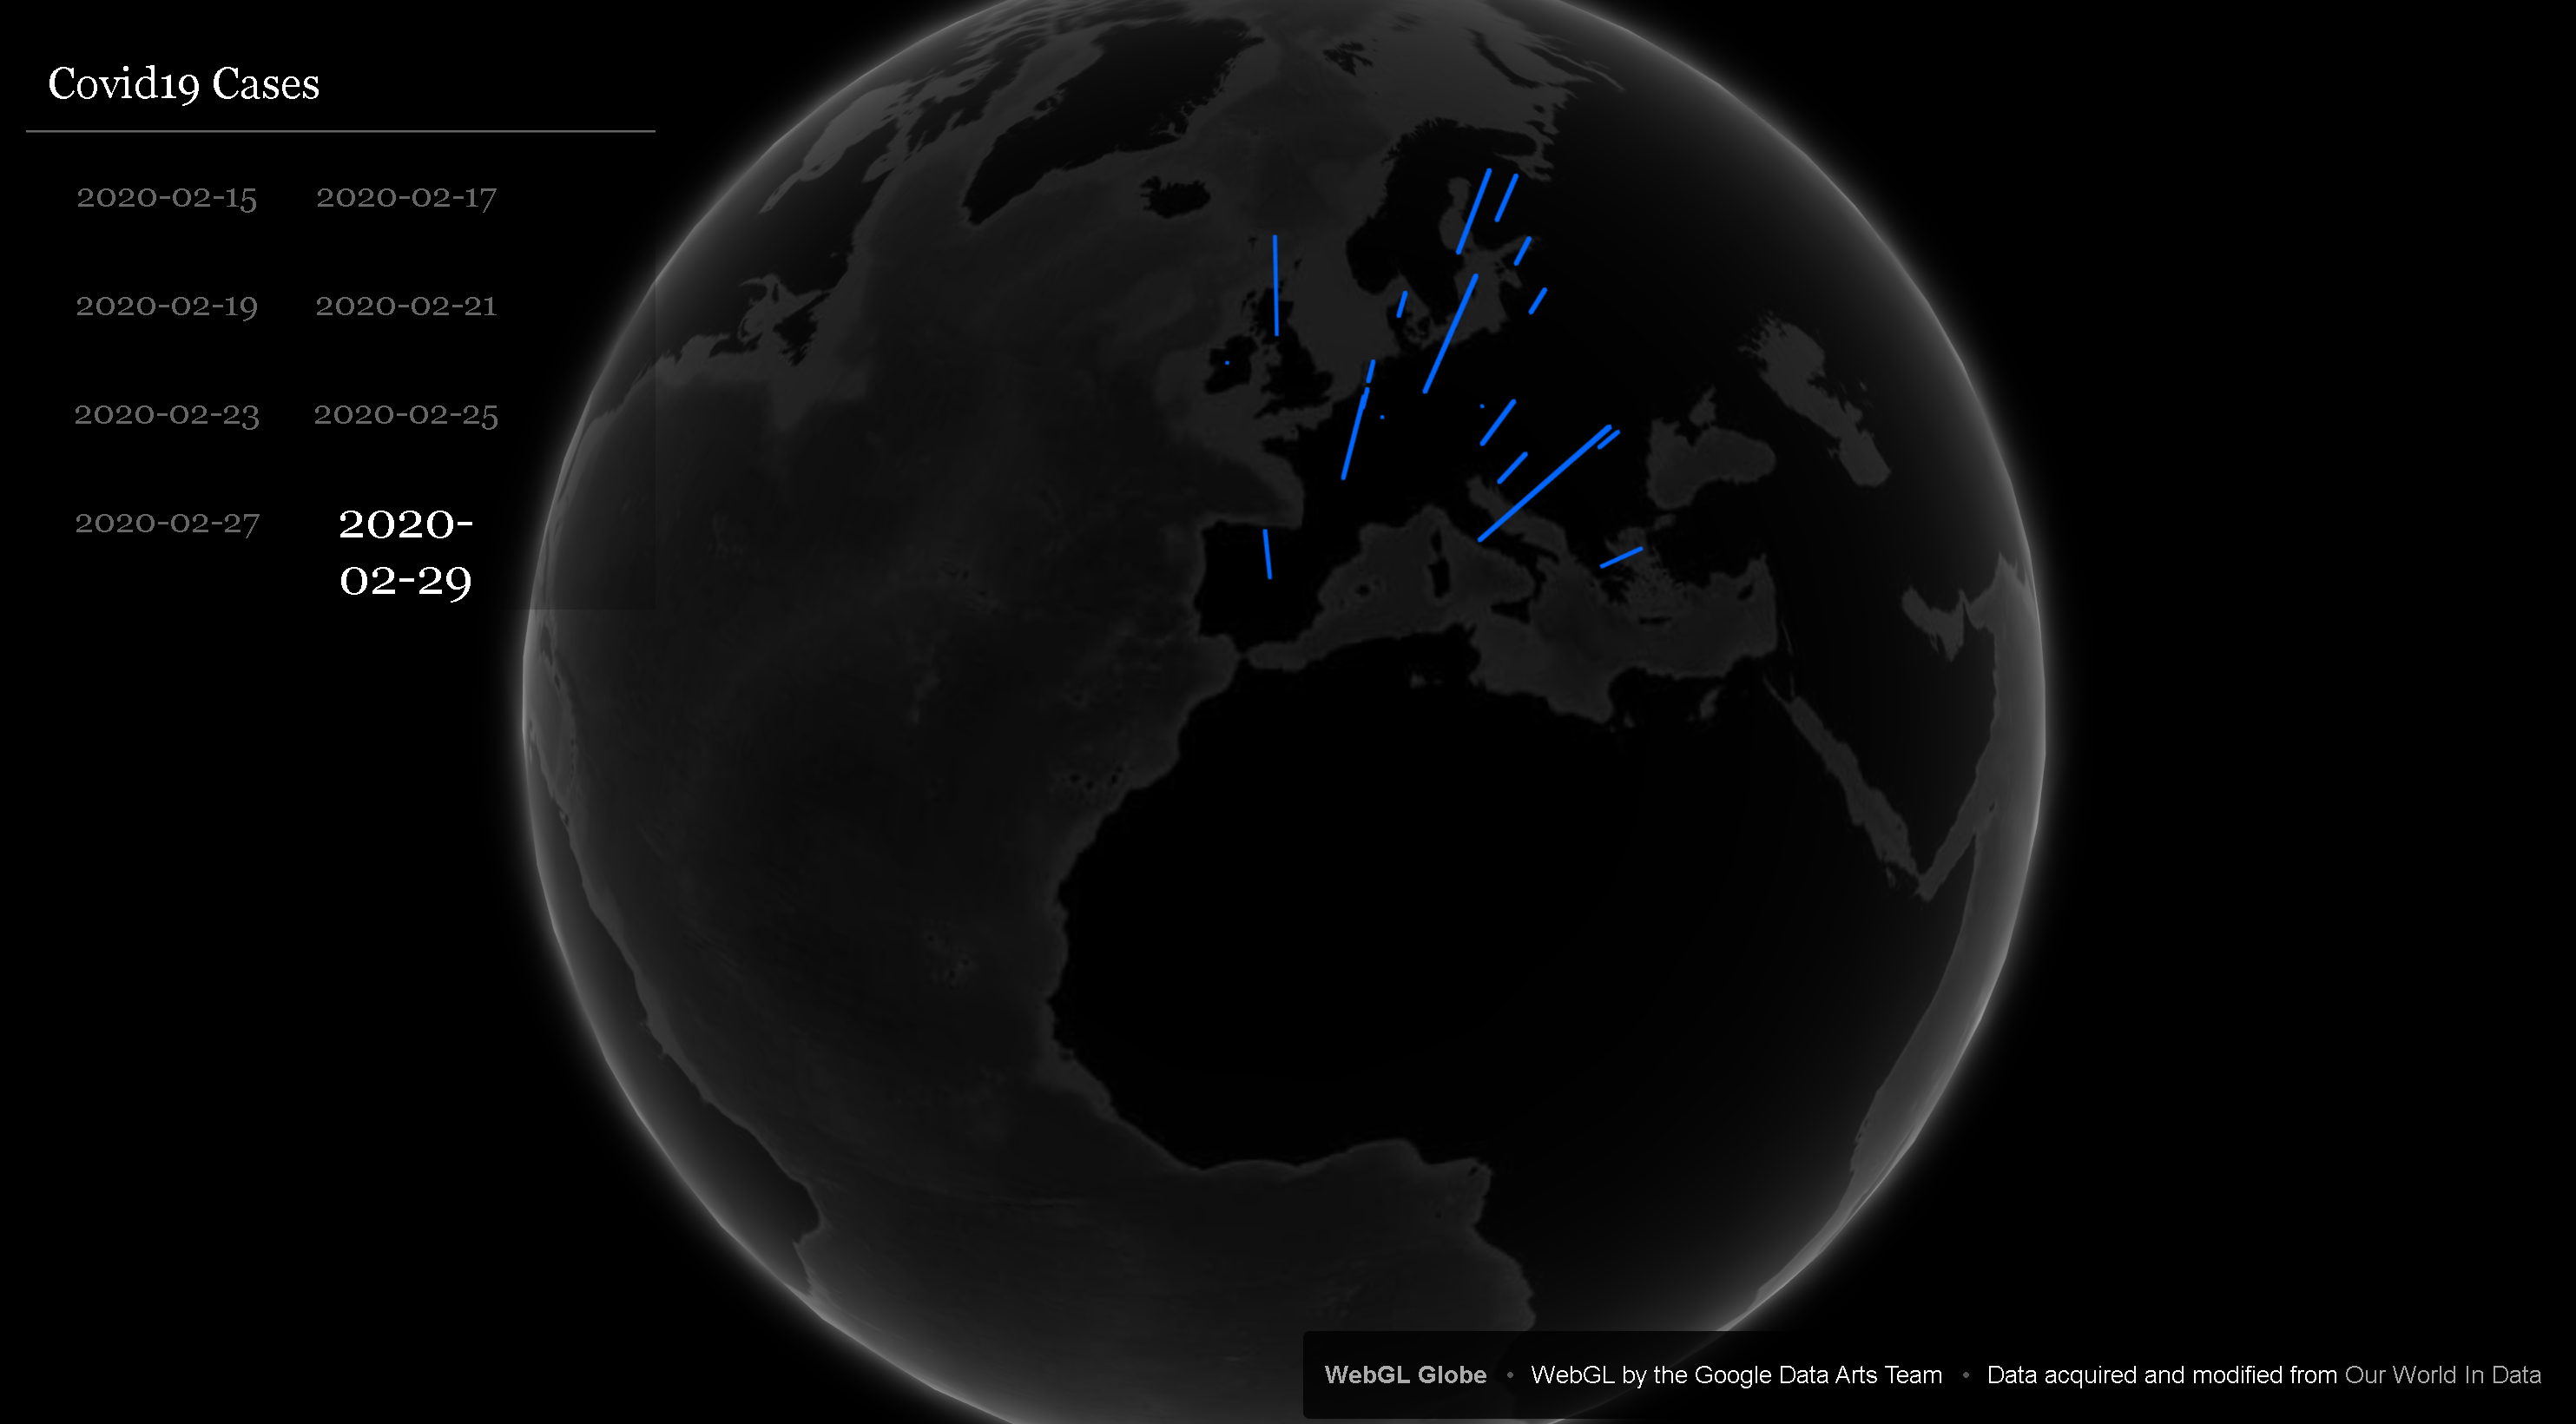 Covid19 Cases
2020-02-15 2020-02-17
2020-02-19 2020-02-21
2020-02-23 2020-02-25
2020-02-27 2020-
02-29
WebGL Globe • WebGL by the Google Data Arts Team • Data acquired and modified from Our World In Data